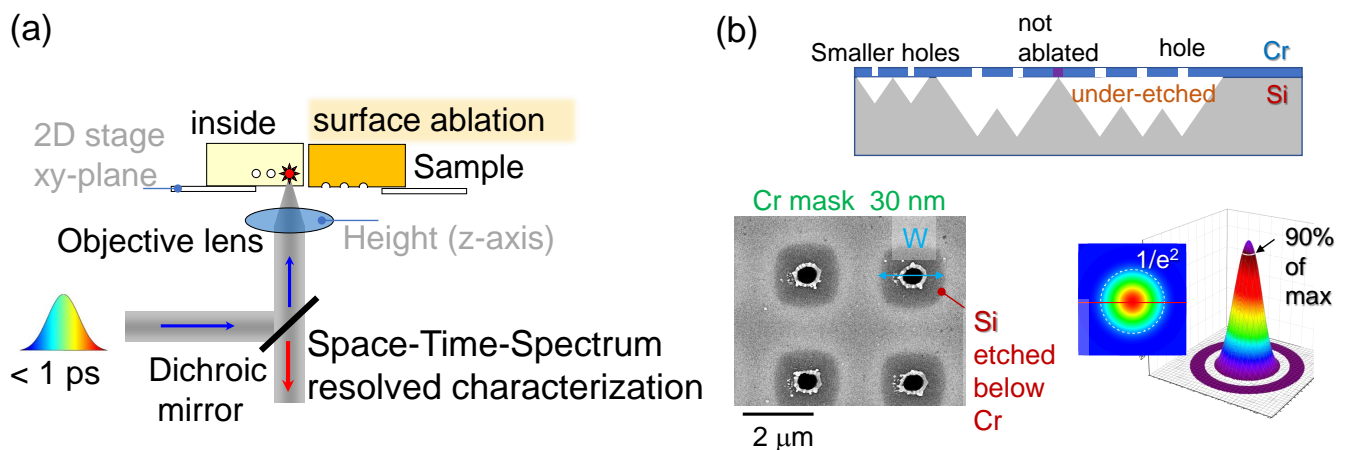 (a)
inside
surface ablation
2D stage
xy-plane
Sample
Objective lens
Height (z-axis)
< 1 ps
Dichroic
mirror
Space-Time-Spectrum
resolved characterization
(b)
Smaller holes
not
ablated
hole
Cr
under-etched
Si
Cr mask 30 nm
W
Si
etched
below
Cr
2 μm
1/e²
90%
of
max